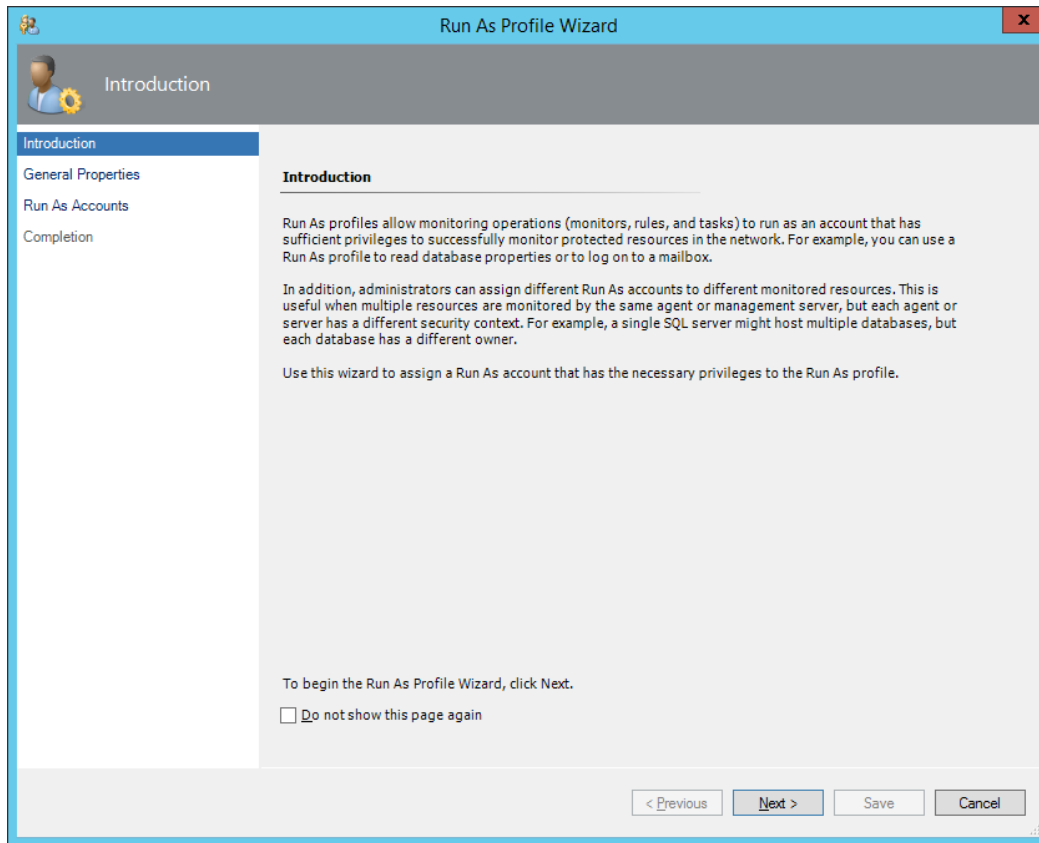 Run As Profile Wizard
x
Introduction
Introduction
General Properties
Run As Accounts
Completion
Introduction
Run As profiles allow monitoring operations (monitors, rules, and tasks) to run as an account that has
sufficient privileges to successfully monitor protected resources in the network. For example, you can use a
Run As profile to read database properties or to log on to a mailbox.
In addition, administrators can assign different Run As accounts to different monitored resources. This is
useful when multiple resources are monitored by the same agent or management server, but each agent or
server has a different security context. For example, a single SQL server might host multiple databases, but
each database has a different owner.
Use this wizard to assign a Run As account that has the necessary privileges to the Run As profile.
To begin the Run As Profile Wizard, click Next.
Do not show this page again
< Previous
Next >
Save
Cancel